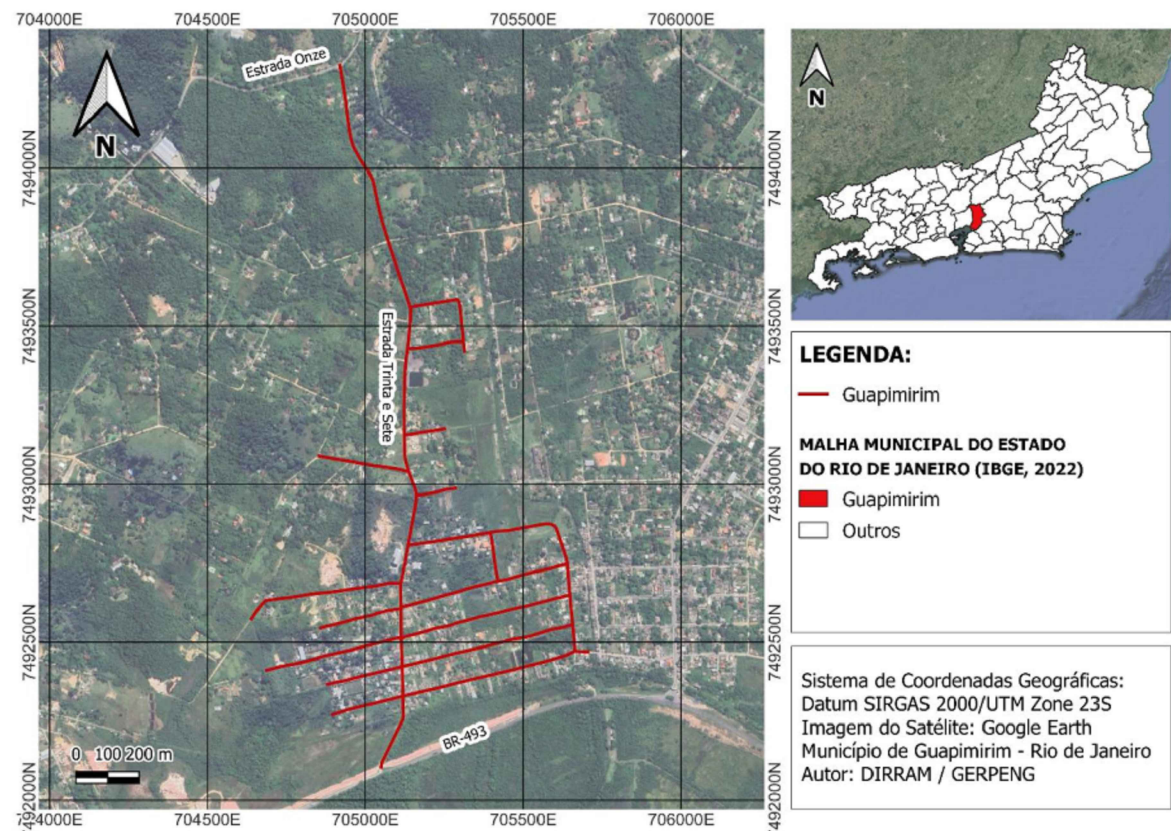 704000E 704500E 705000E 705500E 706000E
7494000N
7493500N
7493000N
7492500N
7492000N
N
Estrada Onze
Estrada Trinta e Sete
BR-493
0 100 200 m
7494000N
7493500N
7493000N
7492500N
7492000N
704000E 704500E 705000E 705500E 706000E
N
LEGENDA:
Guapimirim
MALHA MUNICIPAL DO ESTADO
DO RIO DE JANEIRO (IBGE, 2022)
Guapimirim
Outros
Sistema de Coordenadas Geográficas:
Datum SIRGAS 2000/UTM Zone 23S
Imagem do Satélite: Google Earth
Município de Guapimirim - Rio de Janeiro
Autor: DIRRAM / GERPENG